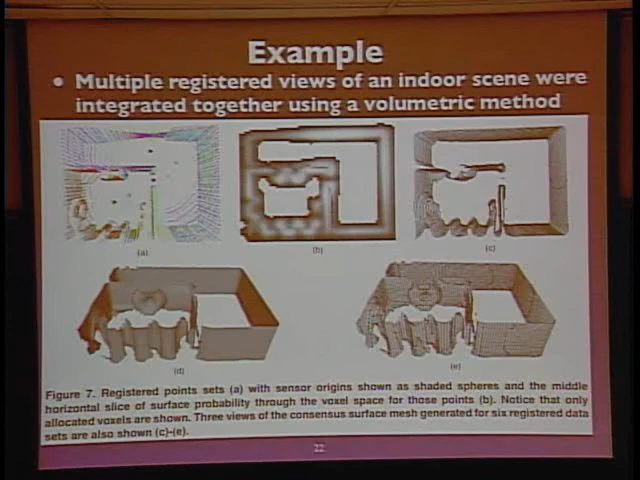 Example
• Multiple registered views of an indoor scene were
integrated together using a volumetric method
(a)
(b)
(c)
(d)
(e)
Figure 7. Registered points sets (a) with sensor origins shown as shaded spheres and the middle
horizontal slice of surface probability through the voxel space for those points (b). Notice that only
allocated voxels are shown. Three views of the consensus surface mesh generated for six registered data
sets are also shown (c)-(e).
22